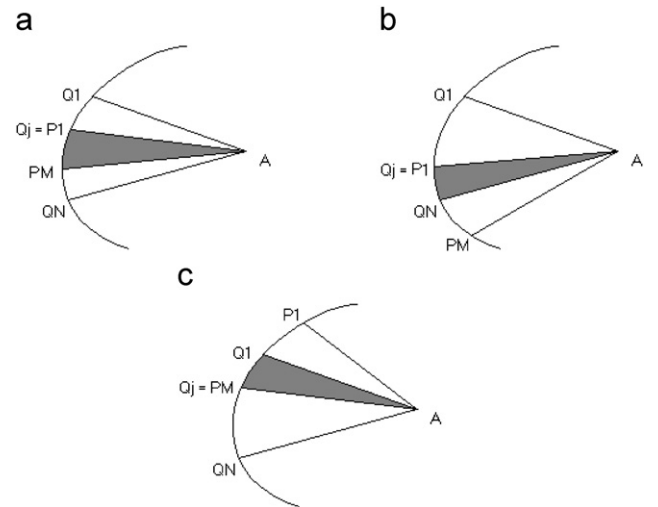 a
Q1
Qj = P1
A
PM
QN
b
Q1
Qj = P1
A
QN
PM
c
P1
Q1
Qj = PM
A
QN